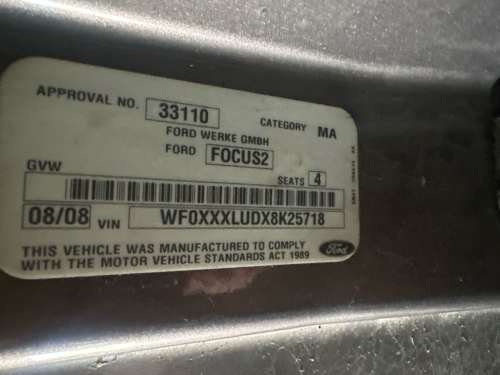 APPROVAL NO. 33110 CATEGORY MA
FORD WERKE GMBH
FORD FOCUS2
GVW SEATS 4
08/08 VIN WF0XXXLUDX8K25718
THIS VEHICLE WAS MANUFACTURED TO COMPLY
WITH THE MOTOR VEHICLE STANDARDS ACT 1989
Ford